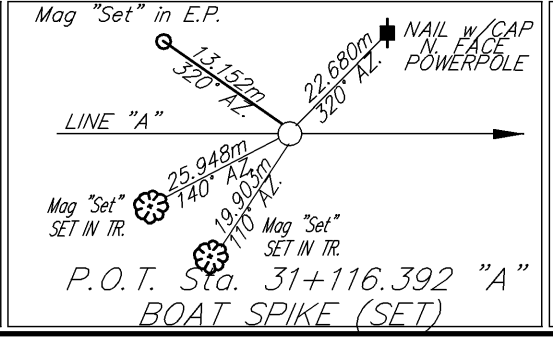 Mag "Set" in E.P.
13.152m
320° AZ.
22.680m
320° AZ.
NAIL w/CAP
N. FACE
POWERPOLE
LINE "A"
25.948m
140° AZ.
19.903m
110° AZ.
Mag "Set"
SET IN TR.
Mag "Set"
SET IN TR.
P.O.T. Sta. 31+116.392 "A"
BOAT SPIKE (SET)